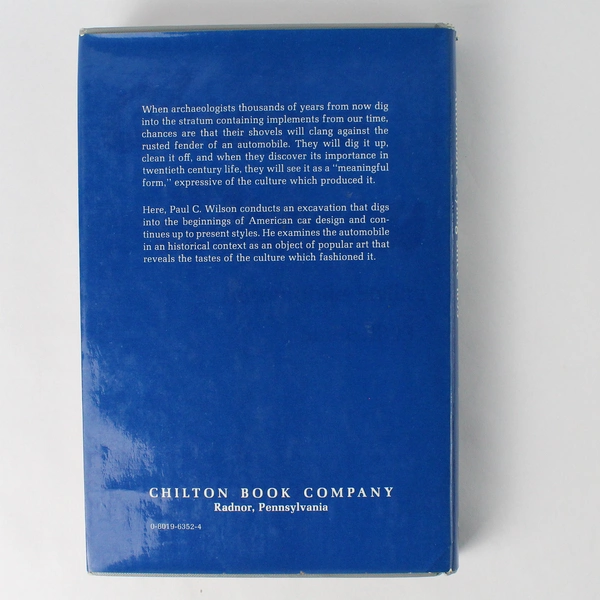 When archaeologists thousands of years from now dig
into the stratum containing implements from our time,
chances are that their shovels will clang against the
rusted fender of an automobile. They will dig it up,
clean it off, and when they discover its importance in
twentieth century life, they will see it as a "meaningful
form," expressive of the culture which produced it.
Here, Paul C. Wilson conducts an excavation that digs
into the beginnings of American car design and con-
tinues up to present styles. He examines the automobile
in an historical context as an object of popular art that
reveals the tastes of the culture which fashioned it.
CHILTON BOOK COMPANY
Radnor, Pennsylvania
0-8019-6352-4